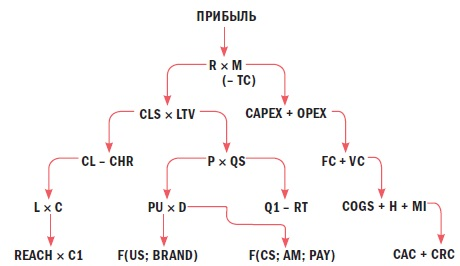 ПРИБЫЛЬ
R × M
(– TC)
CLS × LTV
CAPEX + OPEX
CL – CHR
P × QS
FC + VC
L × C
PU × D
Q1 – RT
COGS + H + MI
REACH × C1
F(US; BRAND)
F(CS; AM; PAY)
CAC + CRC